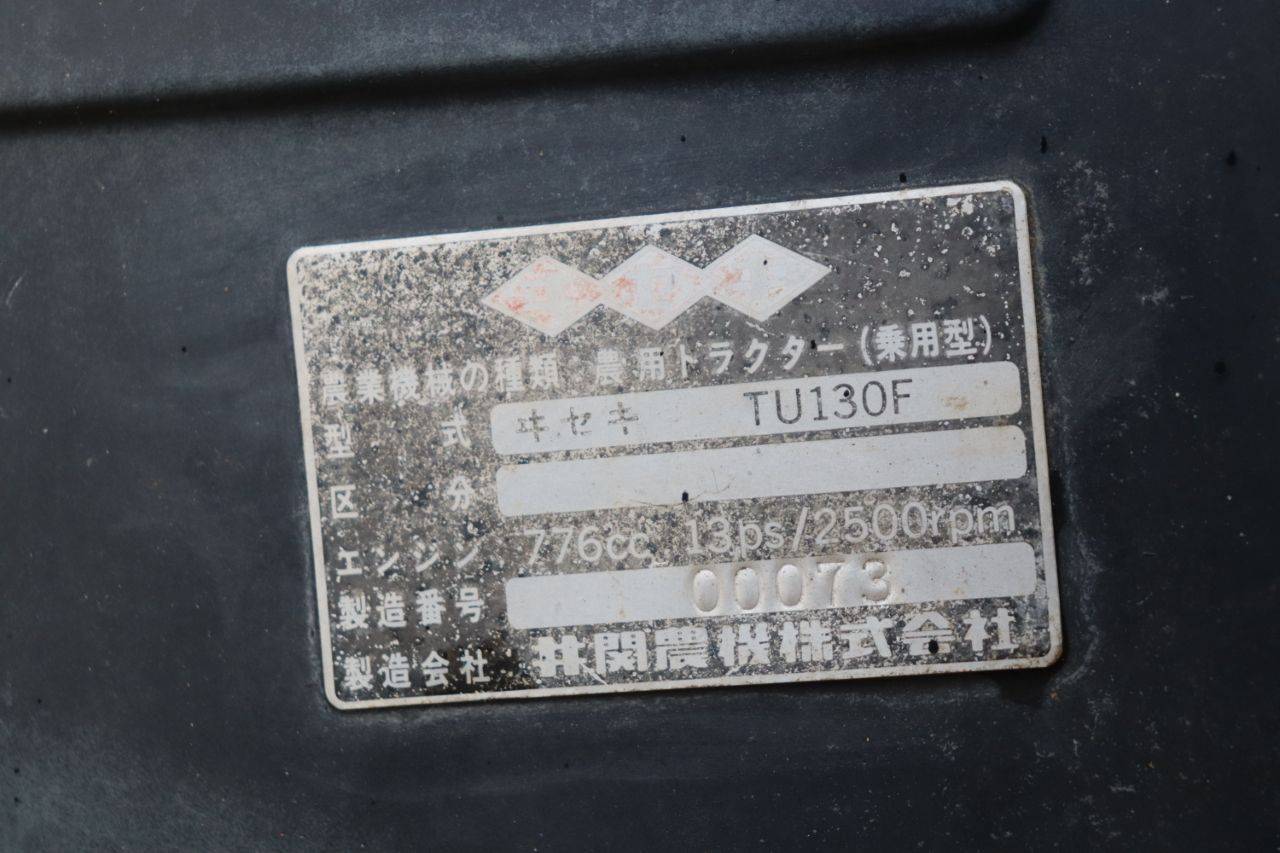 農業機械の種類 農用トラクター(乗用型)
型 式 ヰセキ TU130F
区 分
エンジン 776cc 13ps/2500rpm
製造番号 00073
製造会社 井関農機株式会社